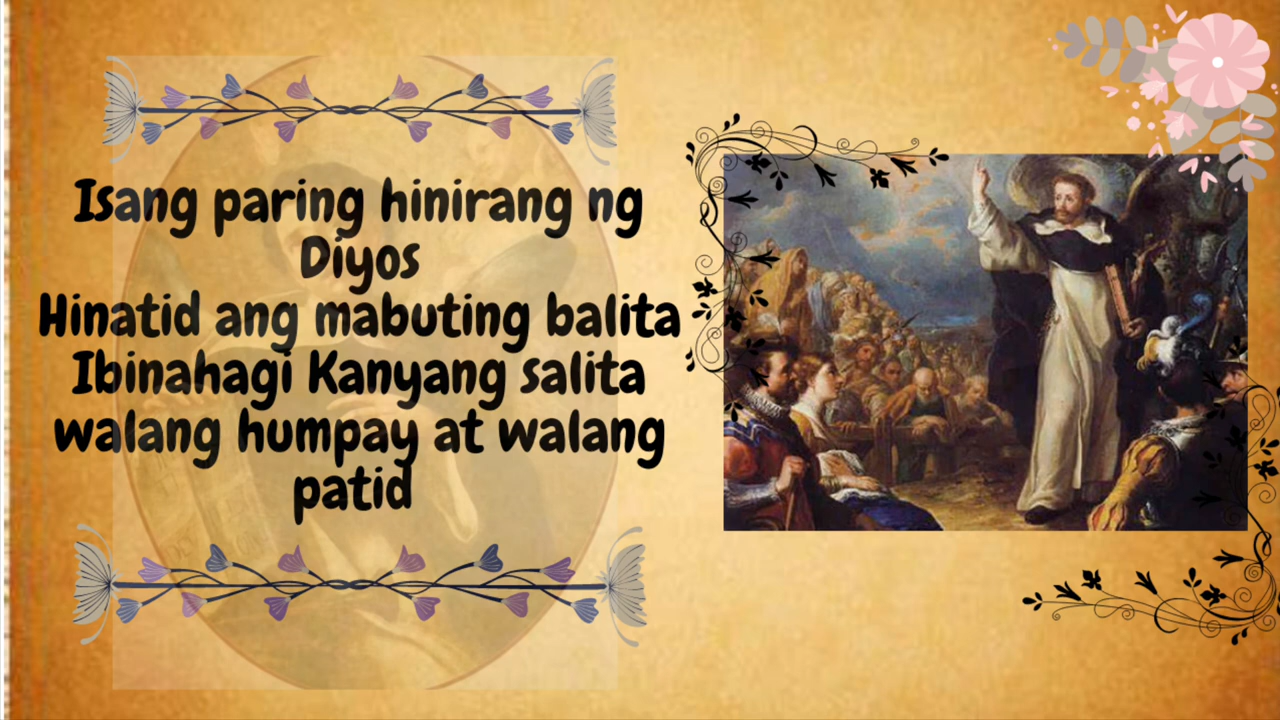 Isang paring hinirang ng
Diyos
Hinatid ang mabuting balita
Ibinahagi Kanyang salita
walang humpay at walang
patid